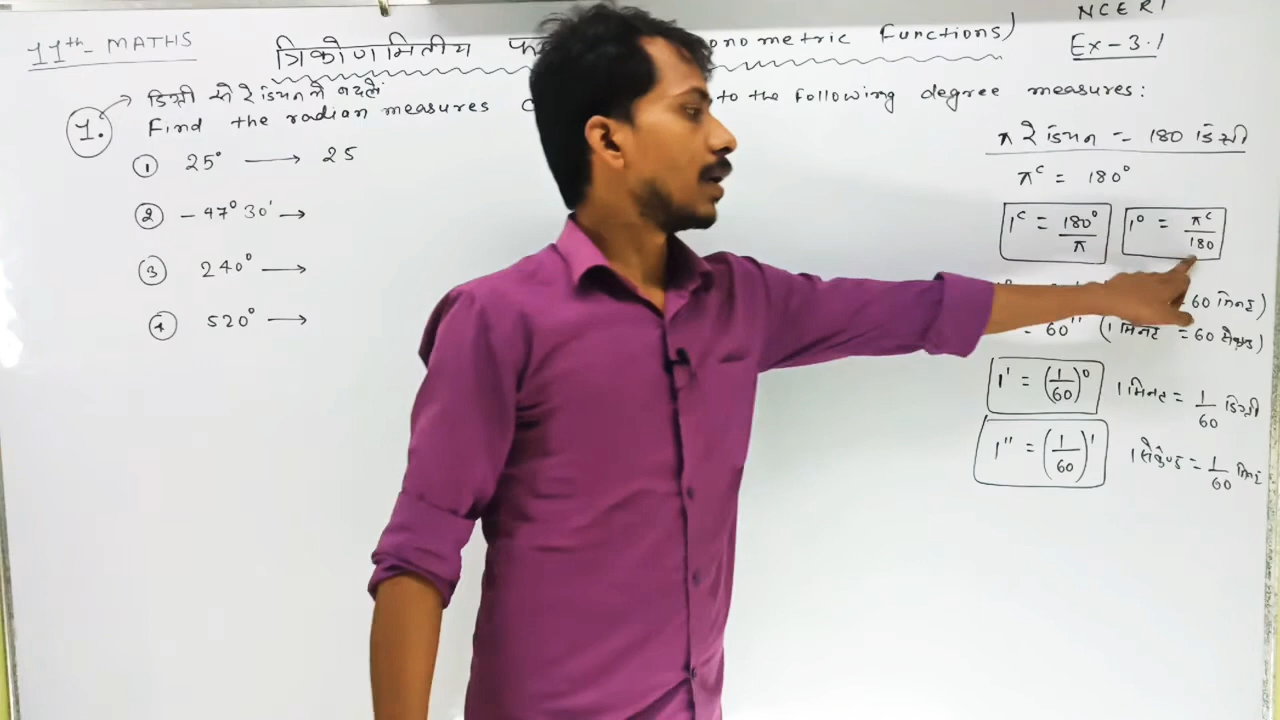 11th- MATHS
त्रिकोणमितीय onometric Functions)
NCERT
Ex-3.1
डिग्री को रेडियन में बदलें
1. Find the radian measures to the following degree measures:
① 25° → 25
② -47° 30' →
③ 240° →
④ 520° →
π रेडियन = 180 डिग्री
π^c = 180°
1^c = 180°/π 1° = π^c/180
= 60 मिनट)
= 60'' (1 मिनट = 60 सेकेण्ड)
1' = (1/60)° 1 मिनट = 1/60 डिग्री
1'' = (1/60)' 1 सेकेण्ड = 1/60 मिनट